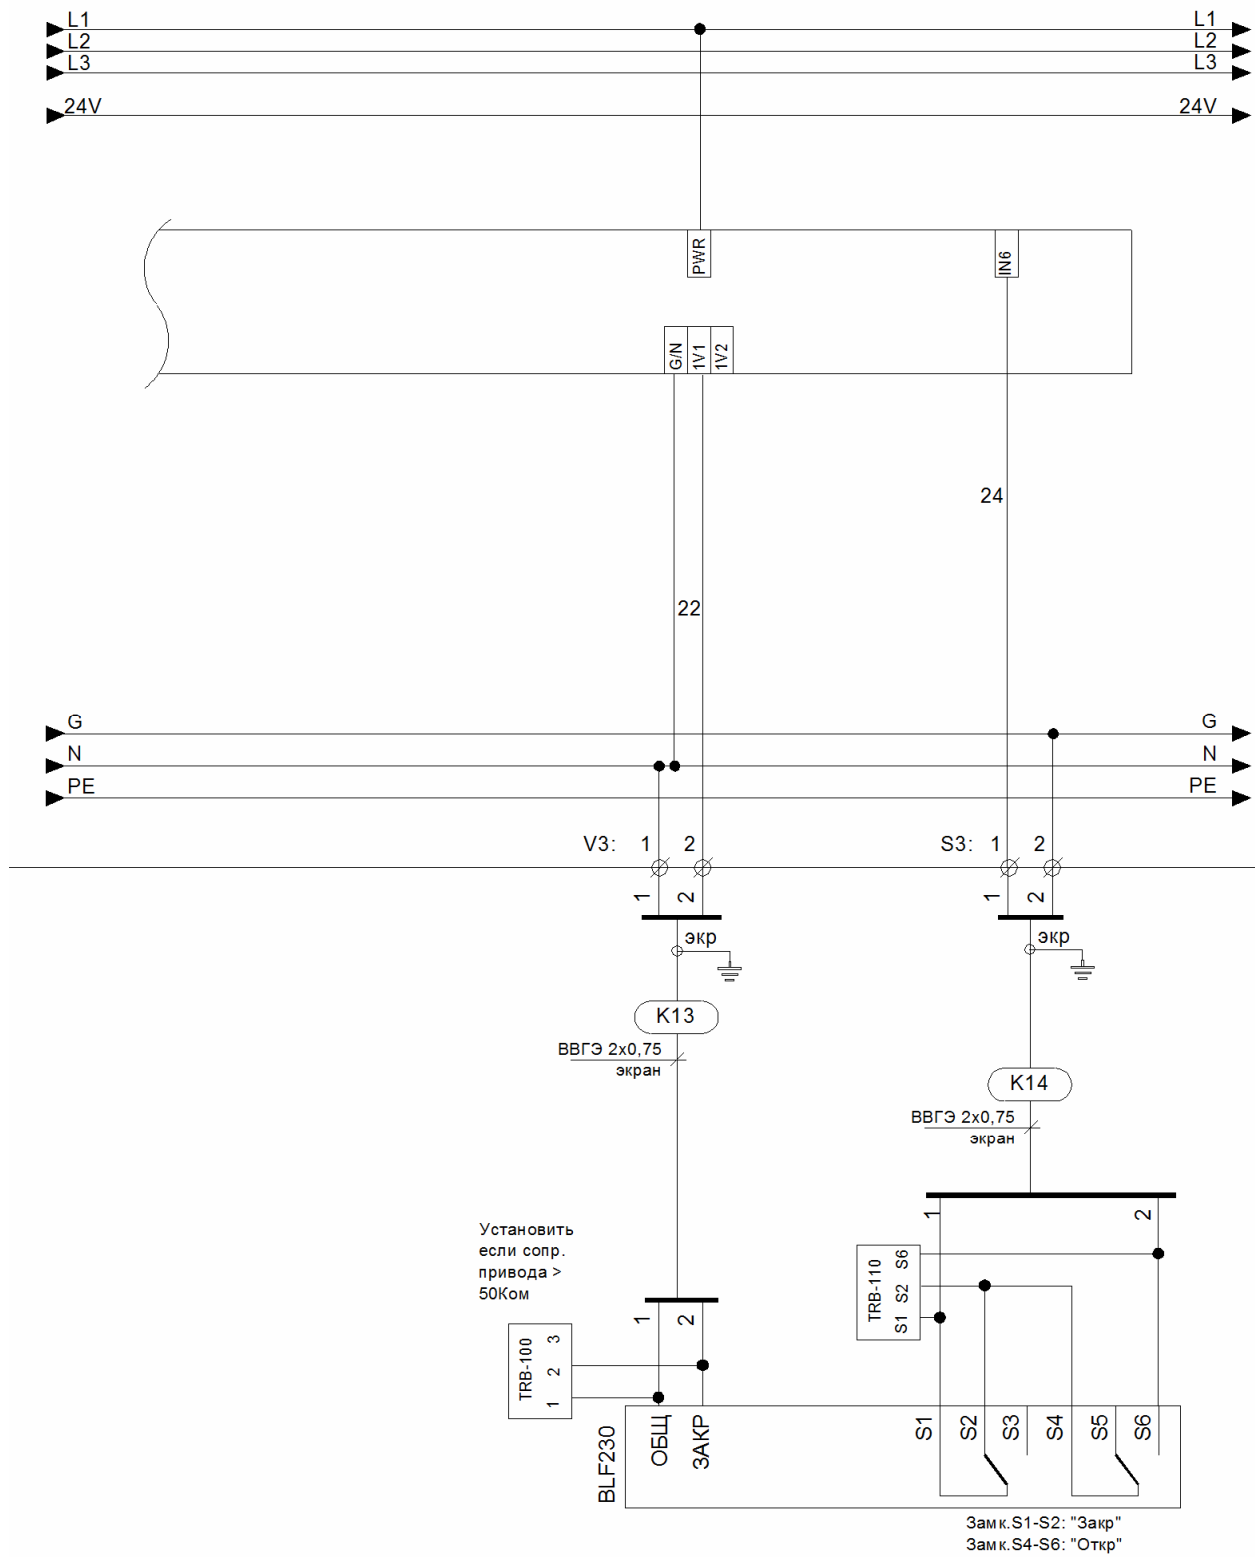 L1 L1
L2 L2
L3 L3
24V 24V
PWR IN6
G/N 1V1 1V2
24
22
G G
N N
PE PE
V3: 1 2 S3: 1 2
1 2 1 2
экр экр
K13
ВВГЭ 2x0,75
экран
K14
ВВГЭ 2x0,75
экран
1 2
Установить
если сопр.
привода >
50Ком
TRB-110 S1 S2 S6
1 2
TRB-100 1 2 3
BLF230 ОБЩ ЗАКР S1 S2 S3 S4 S5 S6
Замк.S1-S2: "Закр"
Замк.S4-S6: "Откр"